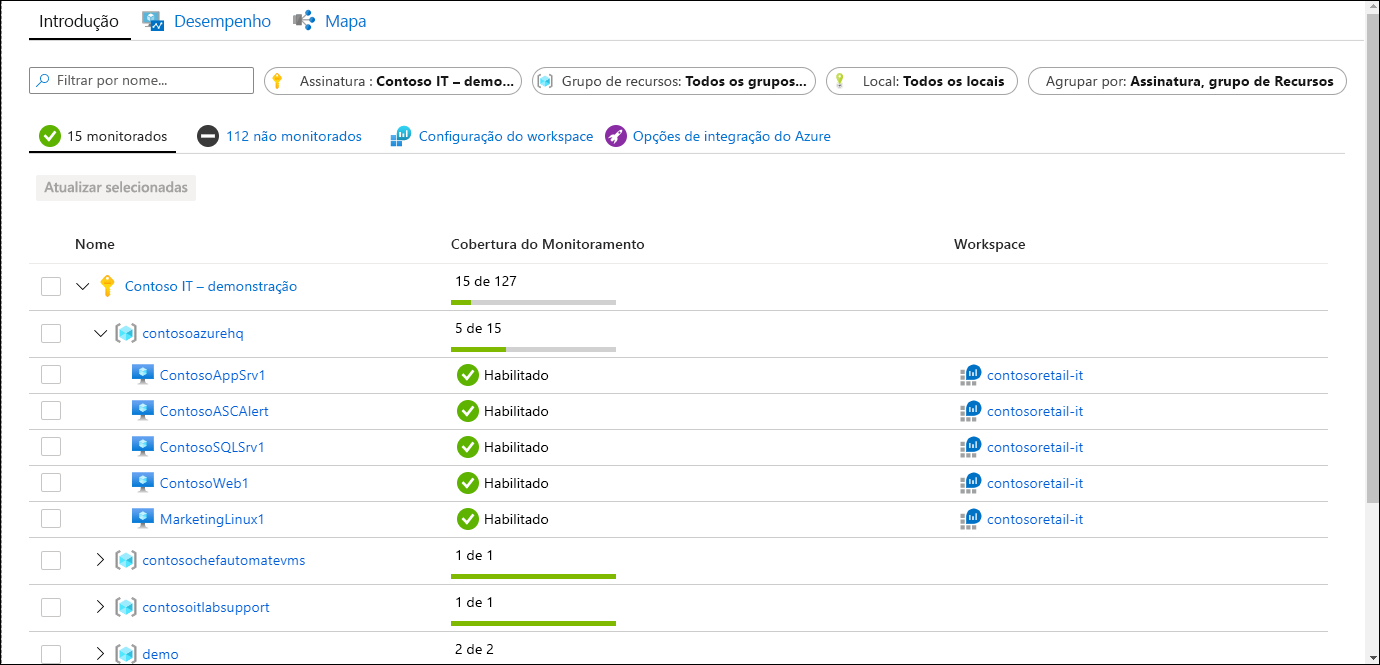 Introdução Desempenho Mapa
Filtrar por nome... Assinatura : Contoso IT – demo... Grupo de recursos: Todos os grupos... Local: Todos os locais Agrupar por: Assinatura, grupo de Recursos
15 monitorados 112 não monitorados Configuração do workspace Opções de integração do Azure
Atualizar selecionadas
Nome Cobertura do Monitoramento Workspace
Contoso IT – demonstração 15 de 127
contosoazurehq 5 de 15
ContosoAppSrv1 Habilitado contosoretail-it
ContosoASCAlert Habilitado contosoretail-it
ContosoSQLSrv1 Habilitado contosoretail-it
ContosoWeb1 Habilitado contosoretail-it
MarketingLinux1 Habilitado contosoretail-it
contosochefautomatevms 1 de 1
contosoitlabsupport 1 de 1
demo 2 de 2